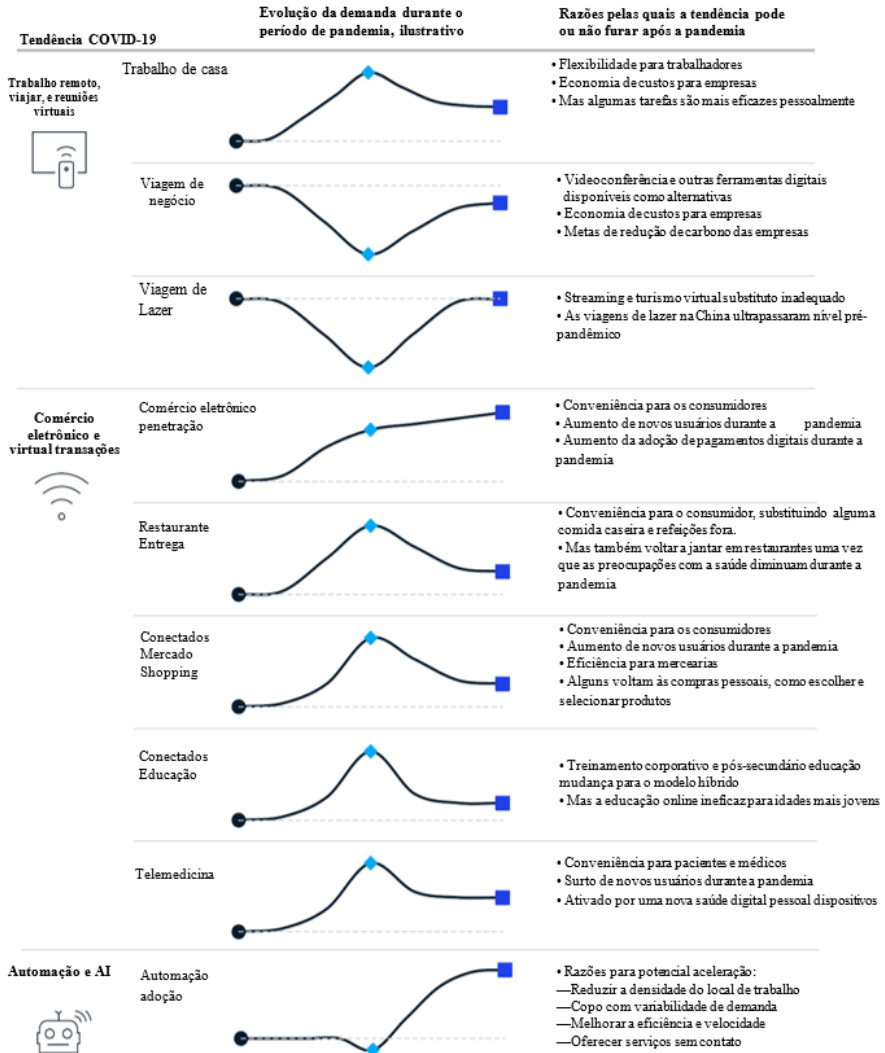 Tendência COVID-19
Evolução da demanda durante o
período de pandemia, ilustrativo
Razões pelas quais a tendência pode
ou não furar após a pandemia
Trabalho remoto,
viajar, e reuniões
virtuais
Trabalho de casa
• Flexibilidade para trabalhadores
• Economia de custos para empresas
• Mas algumas tarefas são mais eficazes pessoalmente
Viagem de
negócio
• Videoconferência e outras ferramentas digitais
disponíveis como alternativas
• Economia de custos para empresas
• Metas de redução de carbono das empresas
Viagem de
Lazer
• Streaming e turismo virtual substituto inadequado
• As viagens de lazer na China ultrapassaram nível pré-
pandêmico
Comércio
eletrônico e
virtual transações
Comércio eletrônico
penetração
• Conveniência para os consumidores
• Aumento de novos usuários durante a pandemia
• Aumento da adoção de pagamentos digitais durante a
pandemia
Restaurante
Entrega
• Conveniência para o consumidor, substituindo alguma
comida caseira e refeições fora.
• Mas também voltar a jantar em restaurantes uma vez
que as preocupações com a saúde diminuam durante a
pandemia
Conectados
Mercado
Shopping
• Conveniência para os consumidores
• Aumento de novos usuários durante a pandemia
• Eficiência para mercearias
• Alguns voltam às compras pessoais, como escolher e
selecionar produtos
Conectados
Educação
• Treinamento corporativo e pós-secundário educação
mudança para o modelo híbrido
• Mas a educação online ineficaz para idades mais jovens
Telemedicina
• Conveniência para pacientes e médicos
• Surto de novos usuários durante a pandemia
• Ativado por uma nova saúde digital pessoal dispositivos
Automação e AI
Automação
adoção
• Razões para potencial aceleração:
—Reduzir a densidade do local de trabalho
—Copo com variabilidade de demanda
—Melhorar a eficiência e velocidade
—Oferecer serviços sem contato